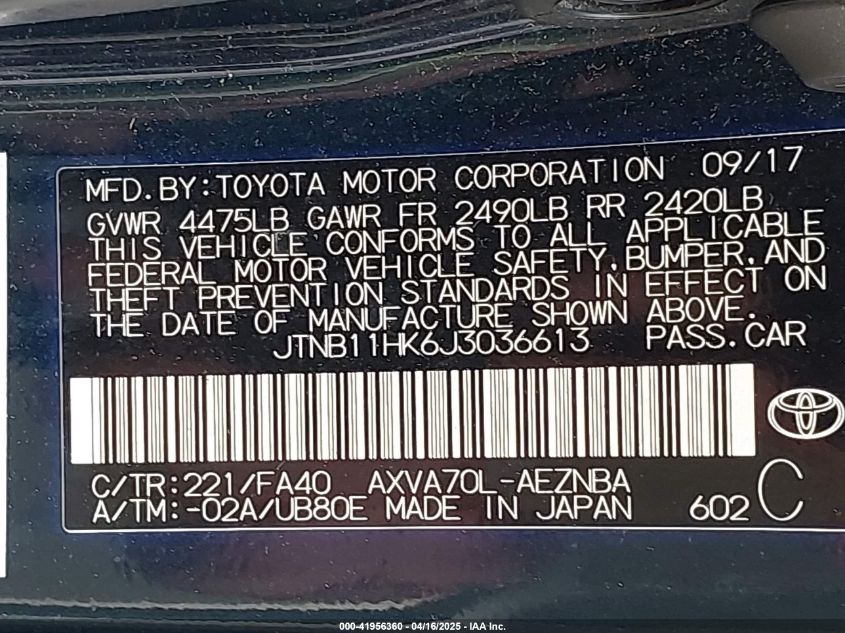 MFD.BY:TOYOTA MOTOR CORPORATION 09/17
GVWR 4475LB GAWR FR 2490LB RR 2420LB
THIS VEHICLE CONFORMS TO ALL APPLICABLE
FEDERAL MOTOR VEHICLE SAFETY,BUMPER,AND
THEFT PREVENTION STANDARDS IN EFFECT ON
THE DATE OF MANUFACTURE SHOWN ABOVE.
JTNB11HK6J3036613 PASS.CAR
C/TR:221/FA40 AXVA70L-AEZNBA
A/TM:-02A/UB80E MADE IN JAPAN 602 C
000-41956360 - 04/16/2025 - IAA Inc.